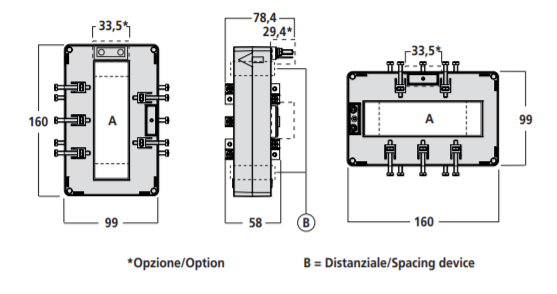 33,5*
78,4
29,4*
33,5*
160
A
A
99
99
58
B
160
*Opzione/Option
B = Distanziale/Spacing device